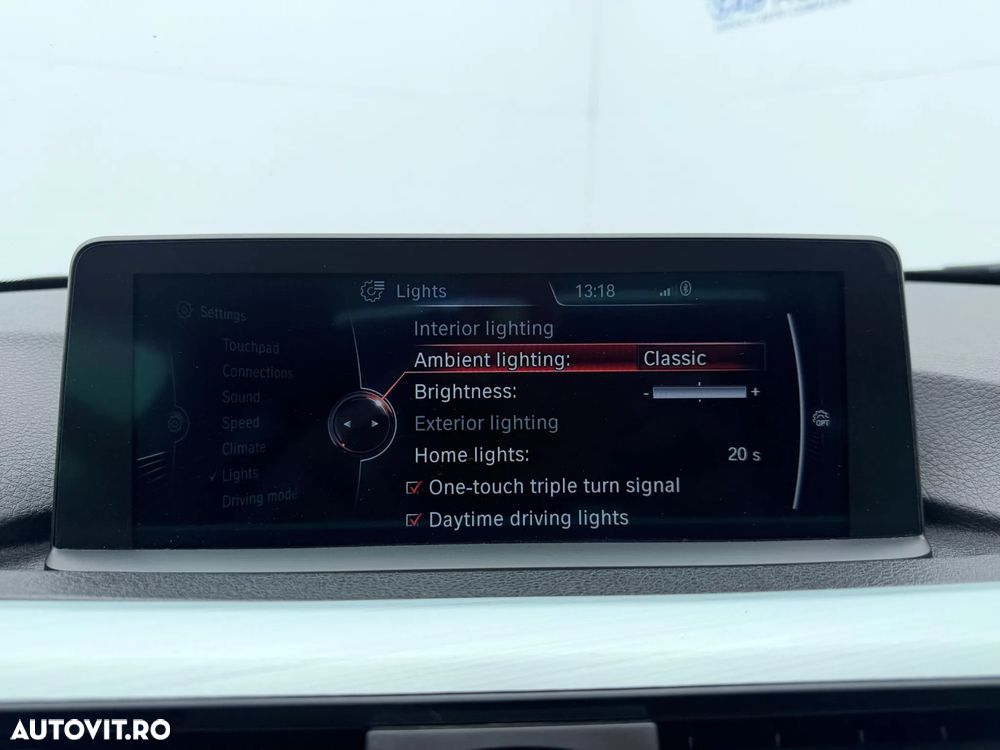 Lights
13:18
Settings
Touchpad
Connections
Sound
Speed
Climate
Lights
Driving mode
Interior lighting
Ambient lighting: Classic
Brightness: - +
Exterior lighting
Home lights: 20 s
One-touch triple turn signal
Daytime driving lights
OPT
AUTOVIT.RO